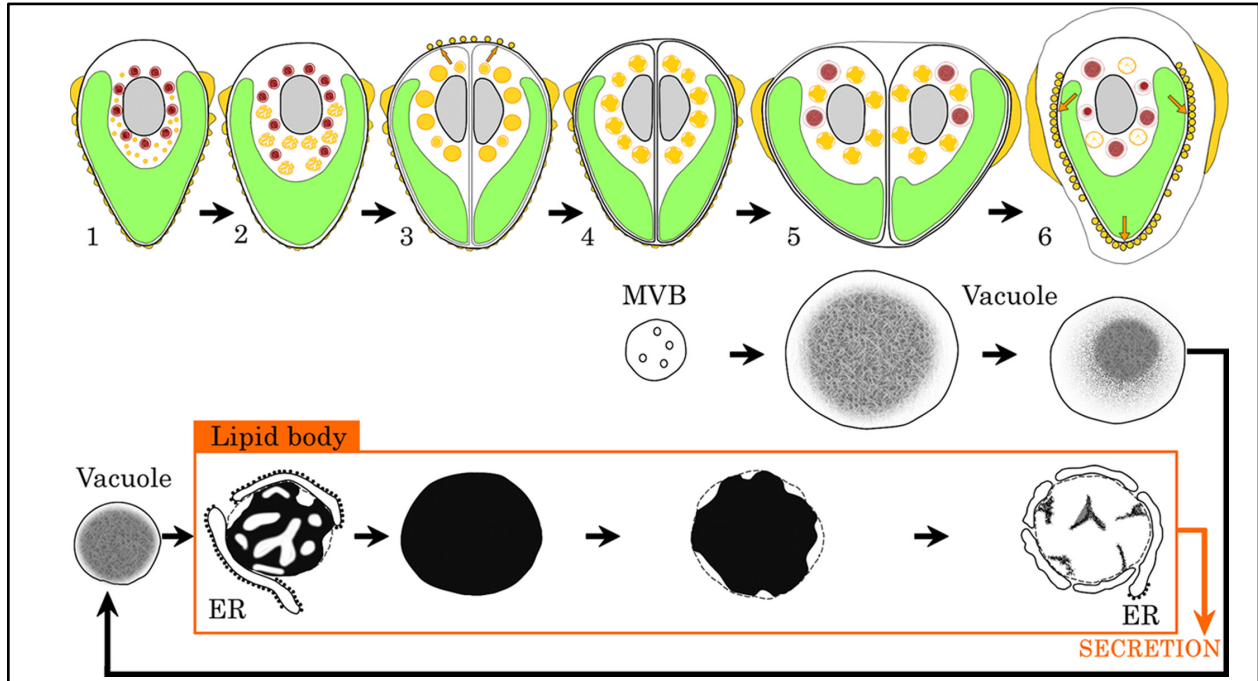 1
2
3
4
5
6
MVB
Vacuole
Lipid body
Vacuole
ER
ER
SECRETION